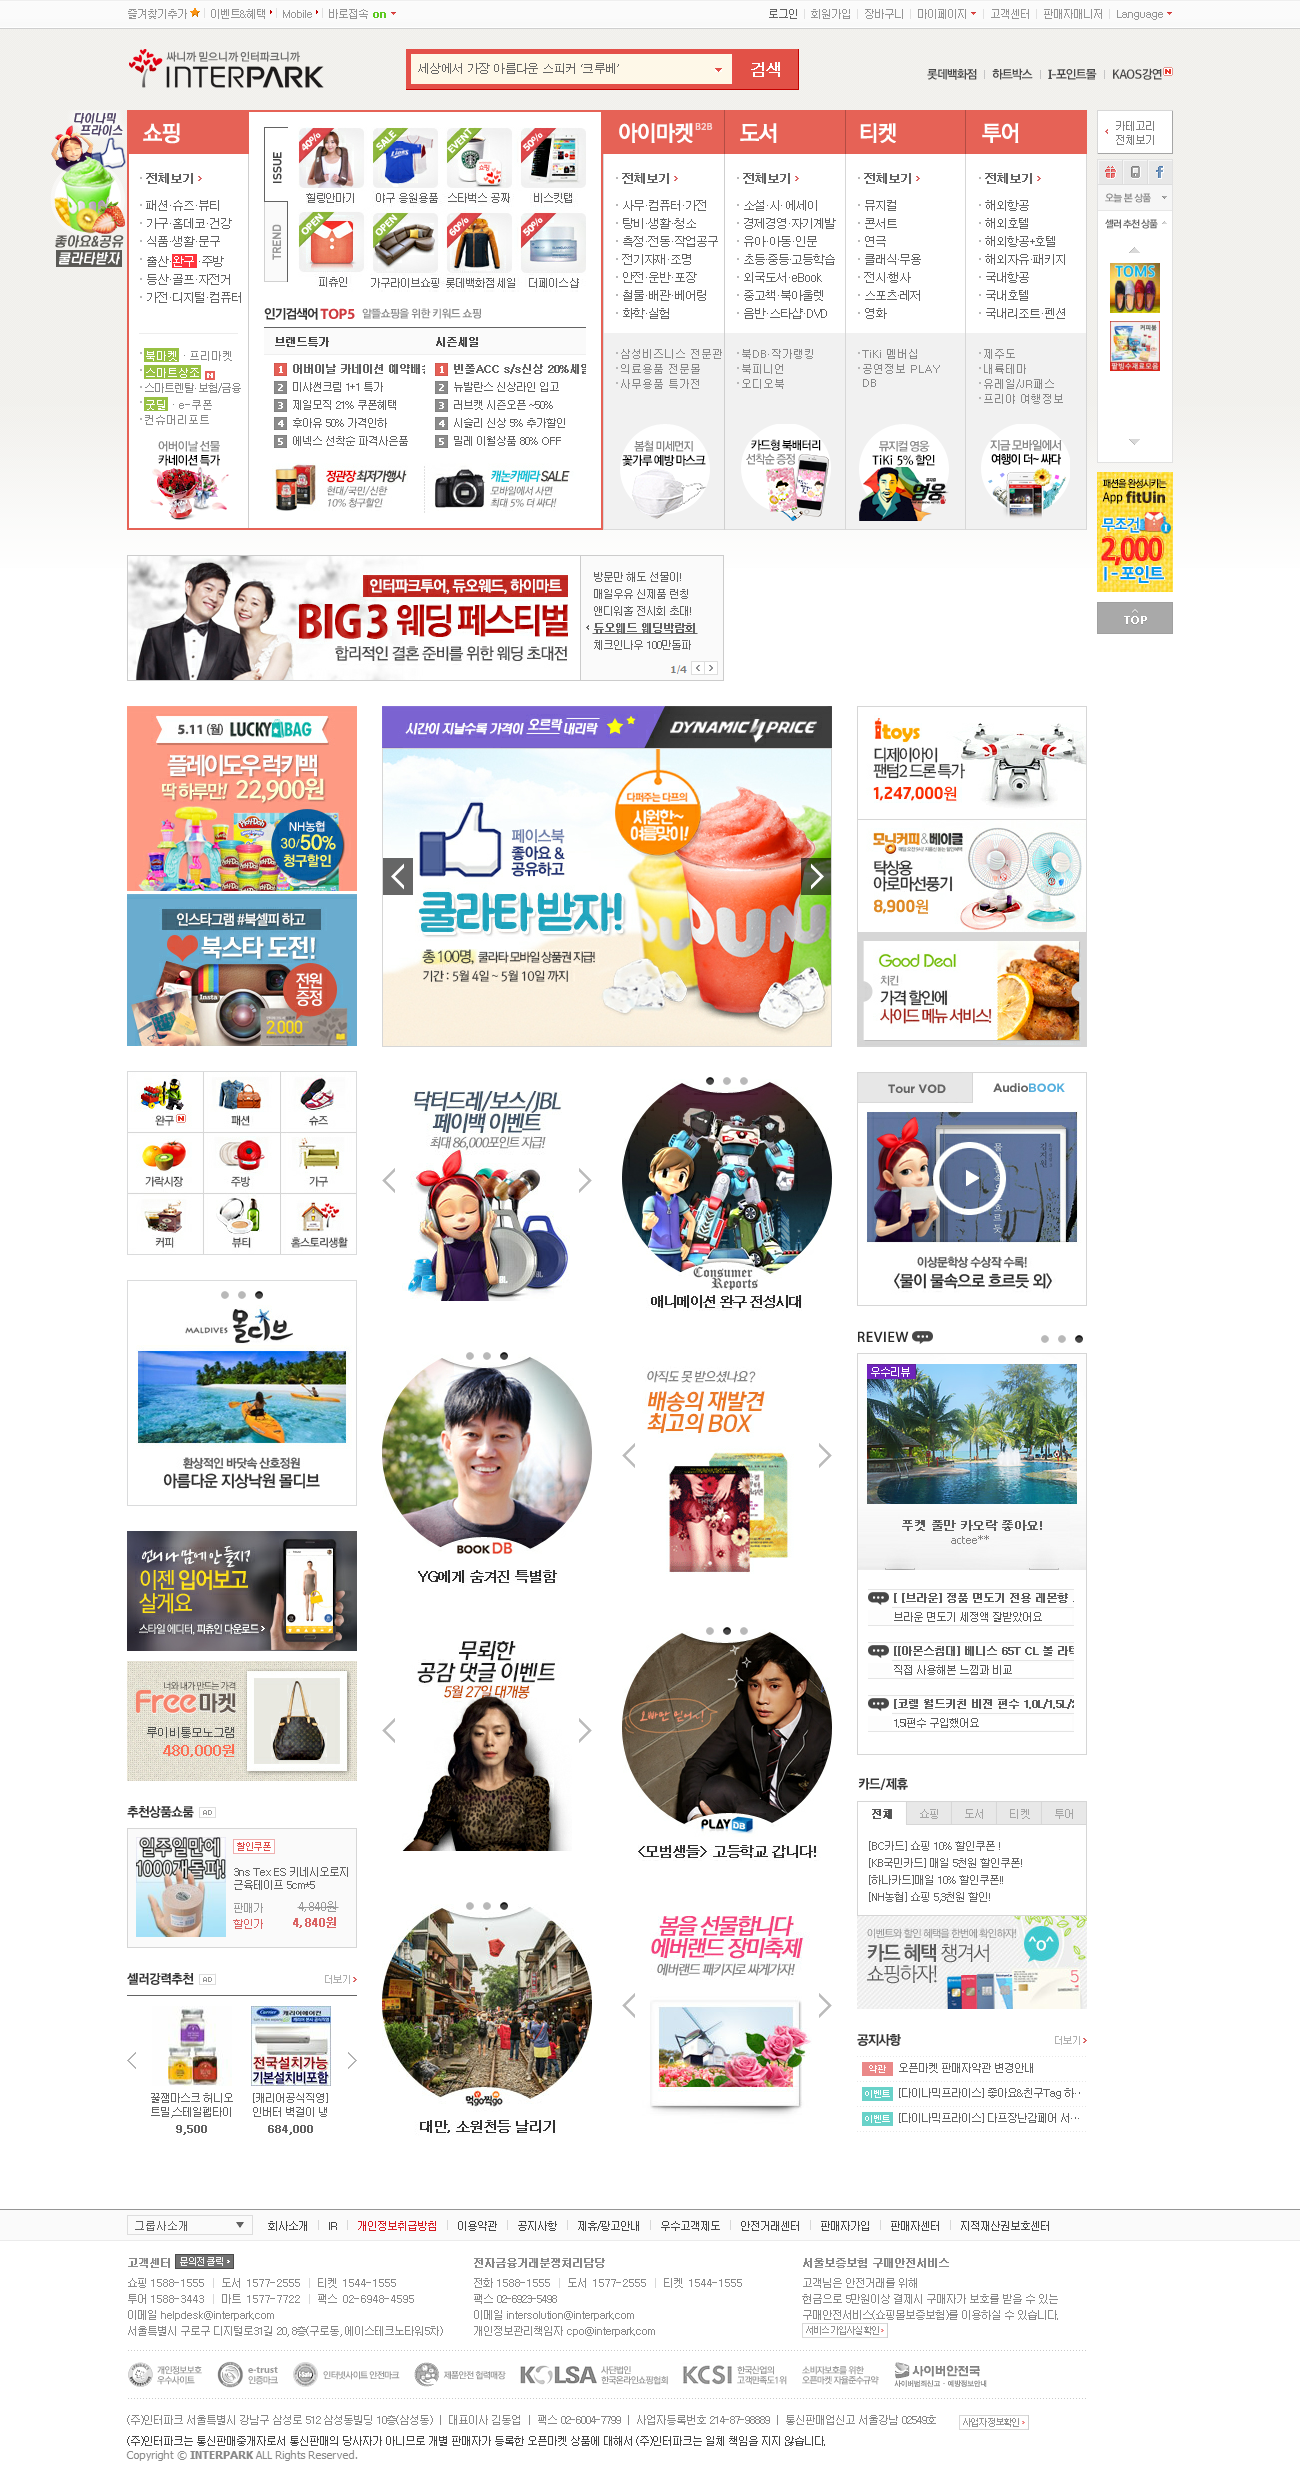 즐겨찾기추가
이벤트&혜택
Mobile
바로접속 on
로그인
회원가입
장바구니
마이페이지
고객센터
판매자매니저
Language
싸니까 믿으니까 인터파크니까
INTERPARK
세상에서 가장 아름다운 스피커 '크루베'
검색
롯데백화점
하트박스
I-포인트몰
KAOS강연
다이나믹
프라이스
좋아요&공유
쿨라타받자
쇼핑
전체보기
패션·슈즈·뷰티
가구·홈데코·건강
식품·생활·문구
출산·완구·주방
등산·골프·자전거
가전·디지털·컴퓨터
북마켓 · 프리마켓
스마트상조
스마트렌탈·보험/금융
굿딜 · e-쿠폰
컨슈머리포트
어버이날 선물
카네이션 특가
ISSUE
TREND
40%
힐링안마기
SALE
야구 응원용품
EVENT
스타벅스 공짜
50%
비스킷탭
OPEN
피츄인
OPEN
가구라이브쇼핑
60%
롯데백화점세일
50%
더페이스샵
인기검색어 TOP5 알뜰쇼핑을 위한 키워드 쇼핑
브랜드특가
1 어버이날 카네이션 예약배송
2 미샤썬크림 1+1 특가
3 제일모직 21% 쿠폰혜택
4 후아유 50% 가격인하
5 에넥스 선착순 파격사은품
시즌세일
1 빈폴ACC s/s신상 20%세일
2 뉴발란스 신상라인 입고
3 러브캣 시즌오픈 ~50%
4 시슬리 신상 5% 추가할인
5 밀레 이월상품 80% OFF
정관장 최저가행사
현대/국민/신한
10% 청구할인
캐논카메라 SALE
모바일에서 사면
최대 5% 더 싸다!
아이마켓 B2B
전체보기
사무·컴퓨터·가전
탕비·생활·청소
측정·전동·작업공구
전기자재·조명
안전·운반·포장
철물·배관·베어링
화학·실험
삼성비즈니스 전문관
의료용품 전문몰
사무용품 특가전
봄철 미세먼지
꽃가루 예방 마스크
도서
전체보기
소설·시·에세이
경제경영·자기계발
유아·아동·인문
초등·중등·고등학습
외국도서·eBook
중고책·북아울렛
음반·스타샵·DVD
북DB·작가랭킹
북피니언
오디오북
카드형 북배터리
선착순 증정
티켓
전체보기
뮤지컬
콘서트
연극
클래식·무용
전시·행사
스포츠·레저
영화
TiKi 멤버십
공연정보 PLAY DB
뮤지컬 영웅
TiKi 5% 할인
영웅
투어
전체보기
해외항공
해외호텔
해외항공+호텔
해외자유·패키지
국내항공
국내호텔
국내리조트·펜션
제주도
내륙테마
유레일/JR패스
프리야 여행정보
지금 모바일에서
여행이 더~ 싸다
카테고리
전체보기
오늘 본 상품
셀러 추천 상품
TOMS
커피몽
팥빙수재료모음
패션을 완성시키는
App fitUin
무조건
2,000
I-포인트
TOP
인터파크투어, 듀오웨드, 하이마트
BIG 3 웨딩 페스티벌
합리적인 결혼 준비를 위한 웨딩 초대전
방문만 해도 선물이!
매일우유 신제품 런칭
앤디워홀 전시회 초대!
듀오웨드 웨딩박람회
체크인나우 100만돌파
1/4
5.11 (월) LUCKY BAG
플레이도우 럭키백
딱 하루만! 22,900원
NH농협
30/50%
청구할인
인스타그램 #북셀피 하고
북스타 도전!
전원
증정
Insta
2,000
시간이 지날수록 가격이 오르락 내리락
DYNAMIC PRICE
다퍼주는 다프의
시원한~
여름맞이!
페이스북
좋아요 &
공유하고
쿨라타 받자!
총 100명, 쿨라타 모바일 상품권 지급!
기간 : 5월 4일 ~ 5월 10일 까지
itoys
디제이아이
팬텀2 드론 특가
1,247,000원
모닝커피&베이글
탁상용
아로마선풍기
8,900원
Good Deal
치킨
가격 할인에
사이드 메뉴 서비스!
완구
패션
슈즈
가락시장
주방
가구
커피
뷰티
홈스토리생활
닥터드레/보스/JBL
페이백 이벤트
최대 86,000포인트 지급!
Consumer
Reports
애니메이션 완구 전성시대
Tour VOD
AudioBOOK
이상문학상 수상작 수록!
〈물이 물속으로 흐르듯 외〉
MALDIVES 몰디브
환상적인 바닷속 산호정원
아름다운 지상낙원 몰디브
BOOK DB
YG에게 숨겨진 특별함
아직도 못 받으셨나요?
배송의 재발견
최고의 BOX
REVIEW
우수리뷰
푸켓 풀만 카오락 좋아요!
actee**
[ [브라운] 정품 면도기 전용 레몬향
브라운 면도기 세정액 잘받았어요
[[아몬스침대] 베니스 65T CL 볼 라텍
직접 사용해본 느낌과 비교
[코렐 월드키친 비젼 편수 1.0L/1.5L/
1.5l편수 구입했어요
언니 나 맘에 안 들지?
이젠 입어보고
살게요
스타일 에디터, 피츄인 다운로드
너와 내가 만드는 가격
Free마켓
루이비통모노그램
480,000원
무뢰한
공감 댓글 이벤트
5월 27일 대개봉
오빠만 믿어..!
PLAY DB
<모범생들> 고등학교 갑니다!
카드/제휴
전체
쇼핑
도서
티켓
투어
[BC카드] 쇼핑 10% 할인쿠폰 !
[KB국민카드] 매일 5천원 할인쿠폰!
[하나카드]매일 10% 할인쿠폰!!
[NH농협] 쇼핑 5,3천원 할인!
이벤트와 할인 혜택을 한번에 확인하자!
카드 혜택 챙겨서
쇼핑하자!
추천상품쇼룸 AD
일주일만에
1000개돌파!
할인쿠폰
3ns Tex ES 키네시오로지
근육테이프 5cm*5
판매가 4,840원
할인가 4,840원
셀러강력추천 AD
더보기
꿀잼마스크 허니오
트밀,스테일펩타이
9,500
Carrier 캐리어에어컨
전국설치가능
기본설치비포함
[캐리어공식직영]
인버터 벽걸이 냉
684,000
먹go찍go
대만, 소원천등 날리기
봄을 선물합니다
에버랜드 장미축제
에버랜드 패키지로 싸게가자!
공지사항
더보기
약관 오픈마켓 판매자약관 변경안내
이벤트 [다이나믹프라이스] 좋아요&친구Tag 하···
이벤트 [다이나믹프라이스] 다프장난감페어 서···
그룹사소개
회사소개
IR
개인정보취급방침
이용약관
공지사항
제휴/광고안내
우수고객제도
안전거래센터
판매자가입
판매자센터
지적재산권보호센터
고객센터 문의전 클릭
쇼핑 1588-1555 | 도서 1577-2555 | 티켓 1544-1555
투어 1588-3443 | 마트 1577-7722 | 팩스 02-6948-4595
이메일 helpdesk@interpark.com
서울특별시 구로구 디지털로31길 20, 8층(구로동, 에이스테크노타워5차)
전자금융거래분쟁처리담당
전화 1588-1555 | 도서 1577-2555 | 티켓 1544-1555
팩스 02-6923-5498
이메일 intersolution@interpark.com
개인정보관리책임자 cpo@interpark.com
서울보증보험 구매안전서비스
고객님은 안전거래를 위해
현금으로 5만원이상 결제시 구매자가 보호를 받을 수 있는
구매안전서비스(쇼핑몰보증보험)를 이용하실 수 있습니다.
서비스가입사실확인
개인정보보호
우수사이트
e-trust
인증마크
인터넷사이트 안전마크
제품안전 협력매장
KOLSA 사단법인
한국온라인쇼핑협회
KCSI 한국산업의
고객만족도1위
소비자보호를 위한
오픈마켓 자율준수규약
사이버안전국
사이버범죄신고·예방정보안내
(주)인터파크 서울특별시 강남구 삼성로 512 삼성동빌딩 10층(삼성동) | 대표이사 김동업 | 팩스 02-6004-7799 | 사업자등록번호 214-87-98889 | 통신판매업신고 서울강남 02549호
사업자정보확인
(주)인터파크는 통신판매중개자로서 통신판매의 당사자가 아니므로 개별 판매자가 등록한 오픈마켓 상품에 대해서 (주)인터파크는 일체 책임을 지지 않습니다.
Copyright © INTERPARK ALL Rights Reserved.